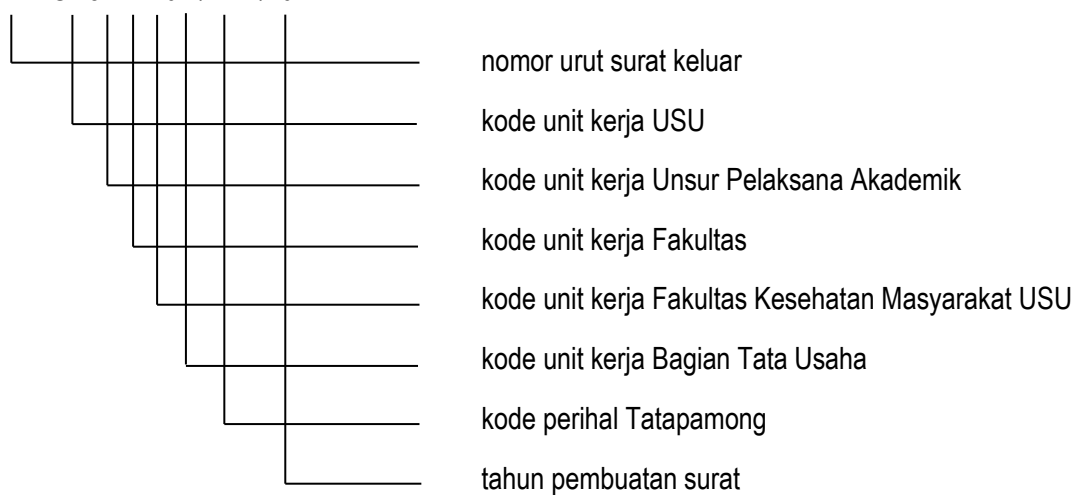 nomor urut surat keluar
kode unit kerja USU
kode unit kerja Unsur Pelaksana Akademik
kode unit kerja Fakultas
kode unit kerja Fakultas Kesehatan Masyarakat USU
kode unit kerja Bagian Tata Usaha
kode perihal Tatapamong
tahun pembuatan surat